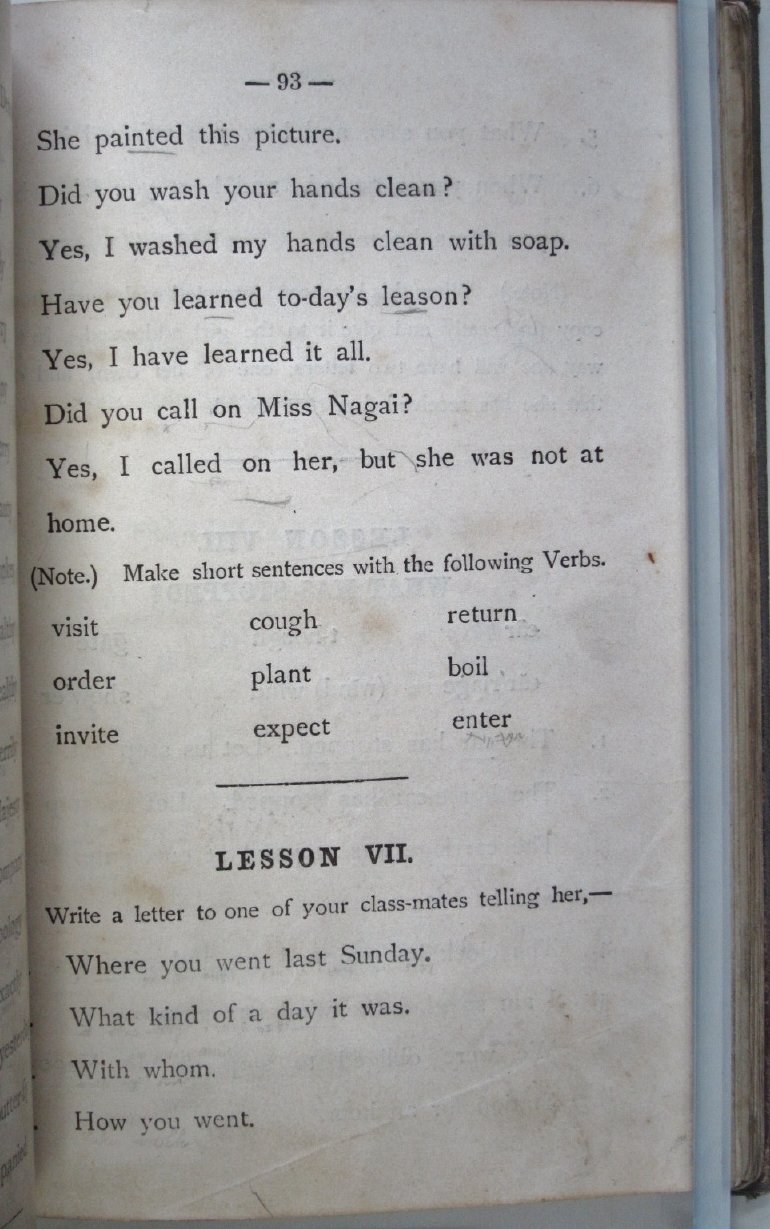 — 93 —
She painted this picture.
Did you wash your hands clean?
Yes, I washed my hands clean with soap.
Have you learned to-day's leason?
Yes, I have learned it all.
Did you call on Miss Nagai?
Yes, I called on her, but she was not at
home.
(Note.) Make short sentences with the following Verbs.
visit cough return
order plant boil
invite expect enter
LESSON VII.
Write a letter to one of your class-mates telling her,—
Where you went last Sunday.
What kind of a day it was.
With whom.
How you went.